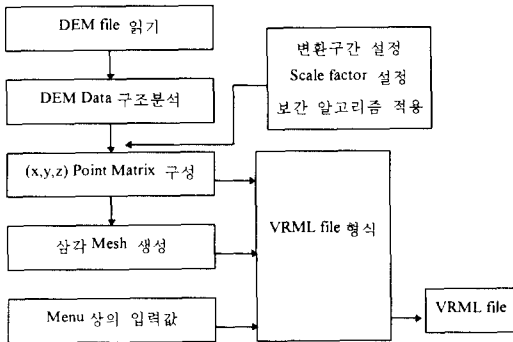 DEM file 읽기
DEM Data 구조분석
변환구간 설정
Scale factor 설정
보간 알고리즘 적용
(x,y,z) Point Matrix 구성
삼각 Mesh 생성
Menu 상의 입력값
VRML file 형식
VRML file